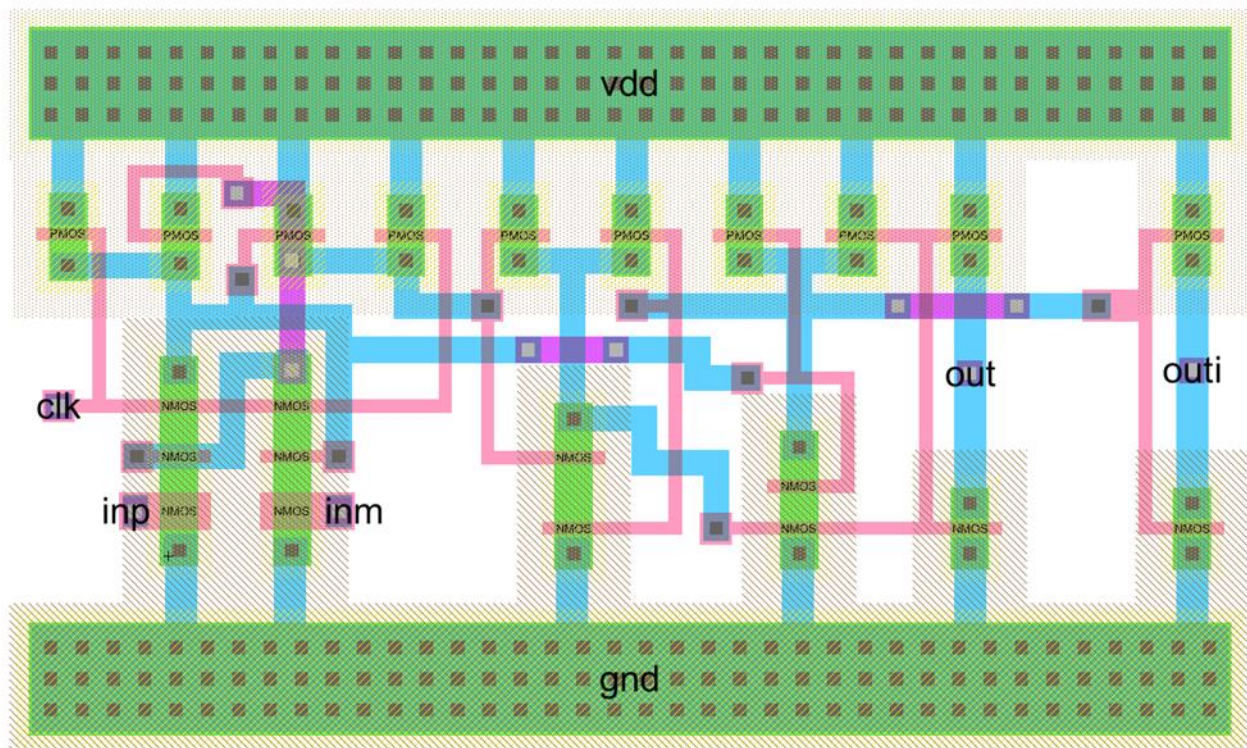 vdd
PMOS PMOS PMOS PMOS PMOS PMOS PMOS PMOS PMOS PMOS
out outi
clk NMOS NMOS
NMOS NMOS NMOS
NMOS
inp NMOS NMOS inm
NMOS NMOS NMOS NMOS
gnd